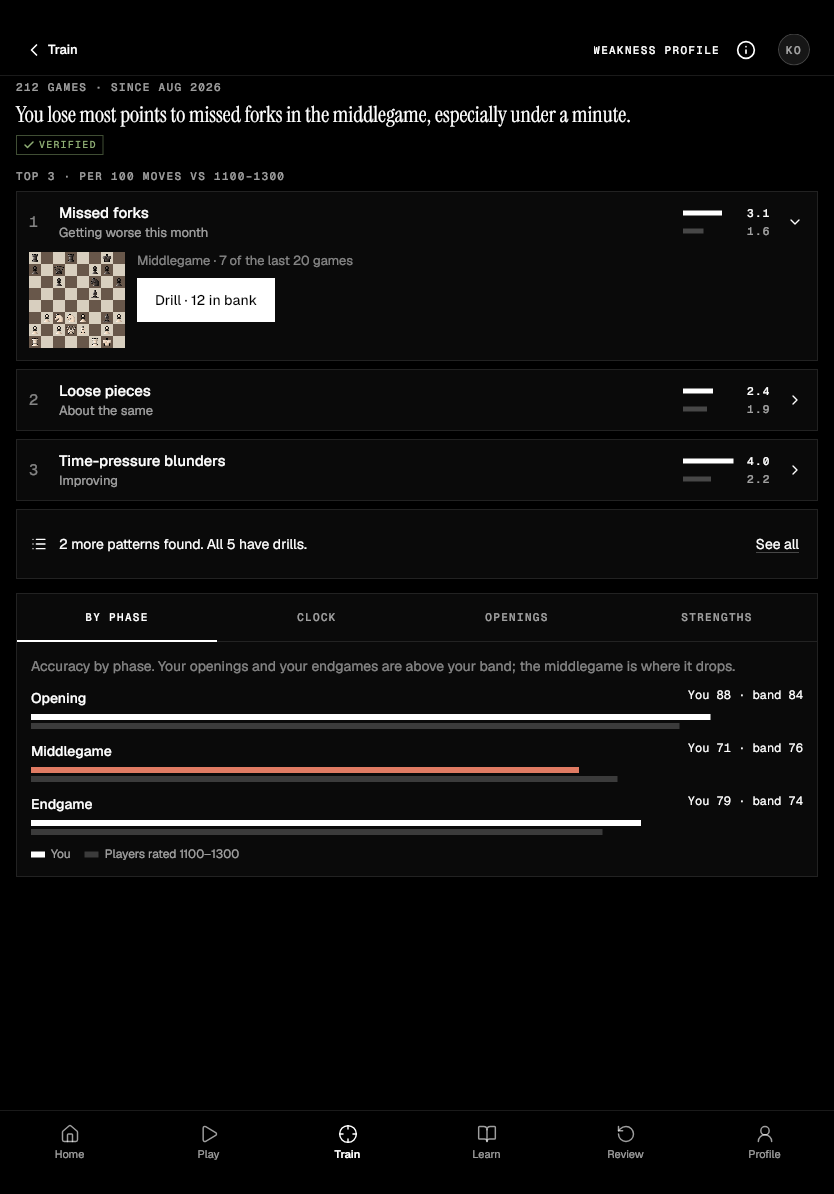 Train
WEAKNESS PROFILE
KO
212 GAMES · SINCE AUG 2026
You lose most points to missed forks in the middlegame, especially under a minute.
VERIFIED
TOP 3 · PER 100 MOVES VS 1100–1300
1
Missed forks
3.1
Getting worse this month
1.6
Middlegame · 7 of the last 20 games
Drill · 12 in bank
2
Loose pieces
2.4
About the same
1.9
3
Time-pressure blunders
4.0
Improving
2.2
2 more patterns found. All 5 have drills.
See all
BY PHASE
CLOCK
OPENINGS
STRENGTHS
Accuracy by phase. Your openings and your endgames are above your band; the middlegame is where it drops.
Opening
You 88 · band 84
Middlegame
You 71 · band 76
Endgame
You 79 · band 74
You
Players rated 1100–1300
Home
Play
Train
Learn
Review
Profile